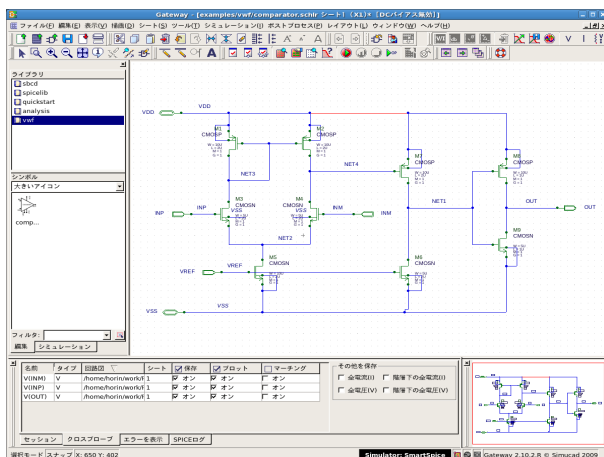 Gateway - [examples/vwf/comparator.schlr シート1 (X1)* [DCバイアス無効]]
ファイル(F) 編集(E) 表示(V) 描画(D) シート(S) ツール(T) シミュレーション(I) ポストプロセス(P) レイアウト(L) ウィンドウ(W) ヘルプ(H)
ライブラリ
sbcd
spicelib
quickstart
analysis
vwf
シンボル
大きいアイコン
comp...
フィルタ:
編集 シミュレーション
VDD VDD
M1
CMOSP
M2
CMOSP
M7
CMOSP
M8
CMOSP
NET3
NET4
M3
CMOSN
VSS
M4
CMOSN
VSS
NET1
OUT OUT
INP INP
INM INM
NET2
M9
CMOSN
M5
CMOSN
M6
CMOSN
VREF VREF
VSS VSS
名前 タイプ 回路図 シート 保存 プロット マーチング
V(INM) V /home/horin/work/F 1 オン オン オン
V(INP) V /home/horin/work/F 1 オン オン オン
V(OUT) V /home/horin/work/F 1 オン オン オン
その他を保存
全電流(I) 階層下の全電流(I)
全電圧(V) 階層下の全電圧(V)
セッション クロスプローブ エラーを表示 SPICEログ
選択モード スナップ X: 650 Y: 402
Simulator: SmartSpice
Gateway 2.10.2.R © Simucad 2009